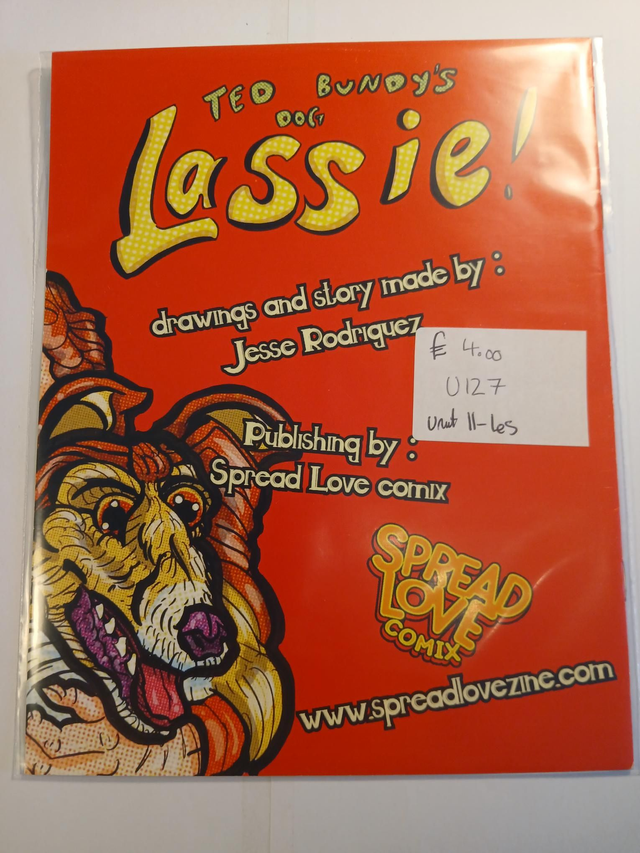 TED BUNDY'S
DOG,
Lassie!
drawings and story made by :
Jesse Rodriguez
£ 4.00
U127
Unit 11-Les
Publishing by :
Spread Love comix
SPREAD
LOVE
COMIX
www.spreadlovezine.com